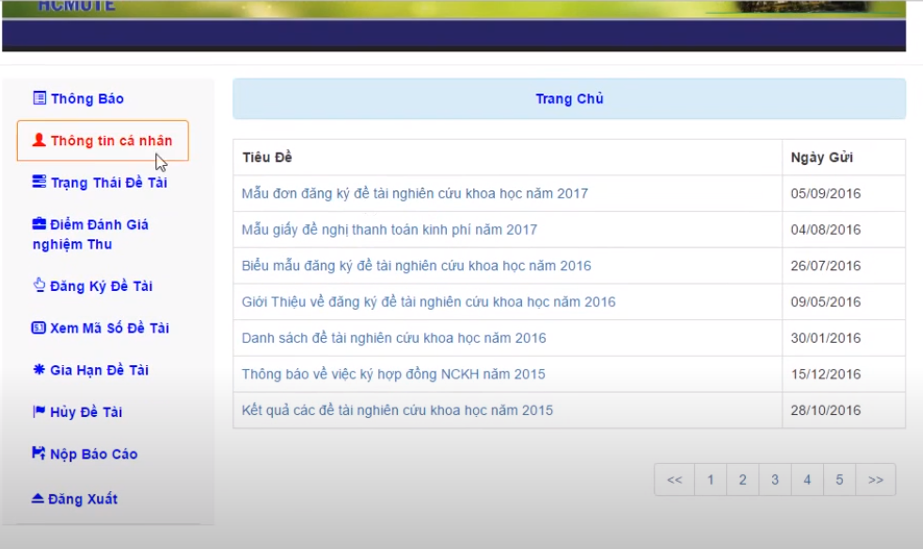 HCMUTE
Thông Báo
Thông tin cá nhân
Trạng Thái Đề Tài
Điểm Đánh Giá
nghiệm Thu
Đăng Ký Đề Tài
Xem Mã Số Đề Tài
Gia Hạn Đề Tài
Hủy Đề Tài
Nộp Báo Cáo
Đăng Xuất
Trang Chủ
Tiêu Đề Ngày Gửi
Mẫu đơn đăng ký đề tài nghiên cứu khoa học năm 2017 05/09/2016
Mẫu giấy đề nghị thanh toán kinh phí năm 2017 04/08/2016
Biểu mẫu đăng ký đề tài nghiên cứu khoa học năm 2016 26/07/2016
Giới Thiệu về đăng ký đề tài nghiên cứu khoa học năm 2016 09/05/2016
Danh sách đề tài nghiên cứu khoa học năm 2016 30/01/2016
Thông báo về việc ký hợp đồng NCKH năm 2015 15/12/2016
Kết quả các đề tài nghiên cứu khoa học năm 2015 28/10/2016
<< 1 2 3 4 5 >>